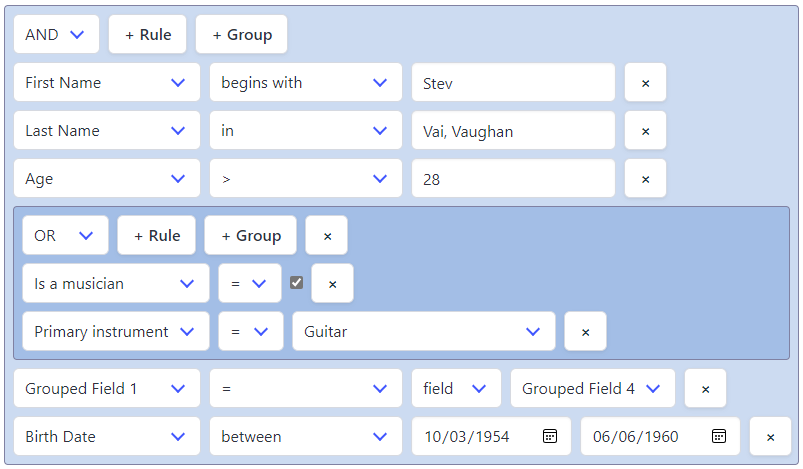 AND + Rule + Group
First Name begins with Stev ×
Last Name in Vai, Vaughan ×
Age > 28 ×
OR + Rule + Group ×
Is a musician = ×
Primary instrument = Guitar ×
Grouped Field 1 = field Grouped Field 4 ×
Birth Date between 10/03/1954 06/06/1960 ×